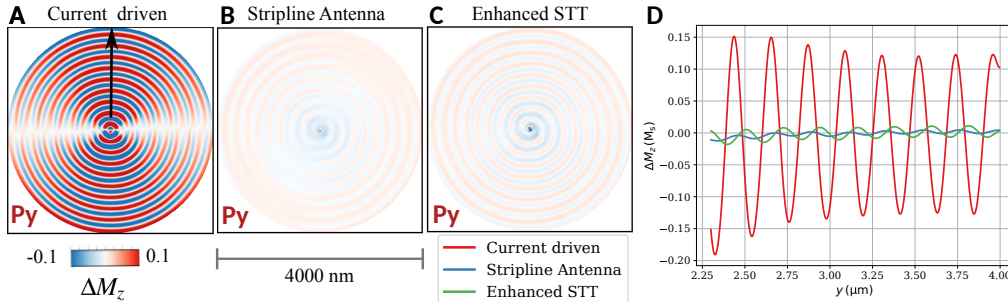 A Current driven
B Stripline Antenna
C Enhanced STT
D
Py
Py
Py
-0.1 0.1
ΔM_z
4000 nm
Current driven
Stripline Antenna
Enhanced STT
0.15
0.10
0.05
0.00
−0.05
−0.10
−0.15
−0.20
ΔM_z (M_s)
2.25 2.50 2.75 3.00 3.25 3.50 3.75 4.00
y (μm)